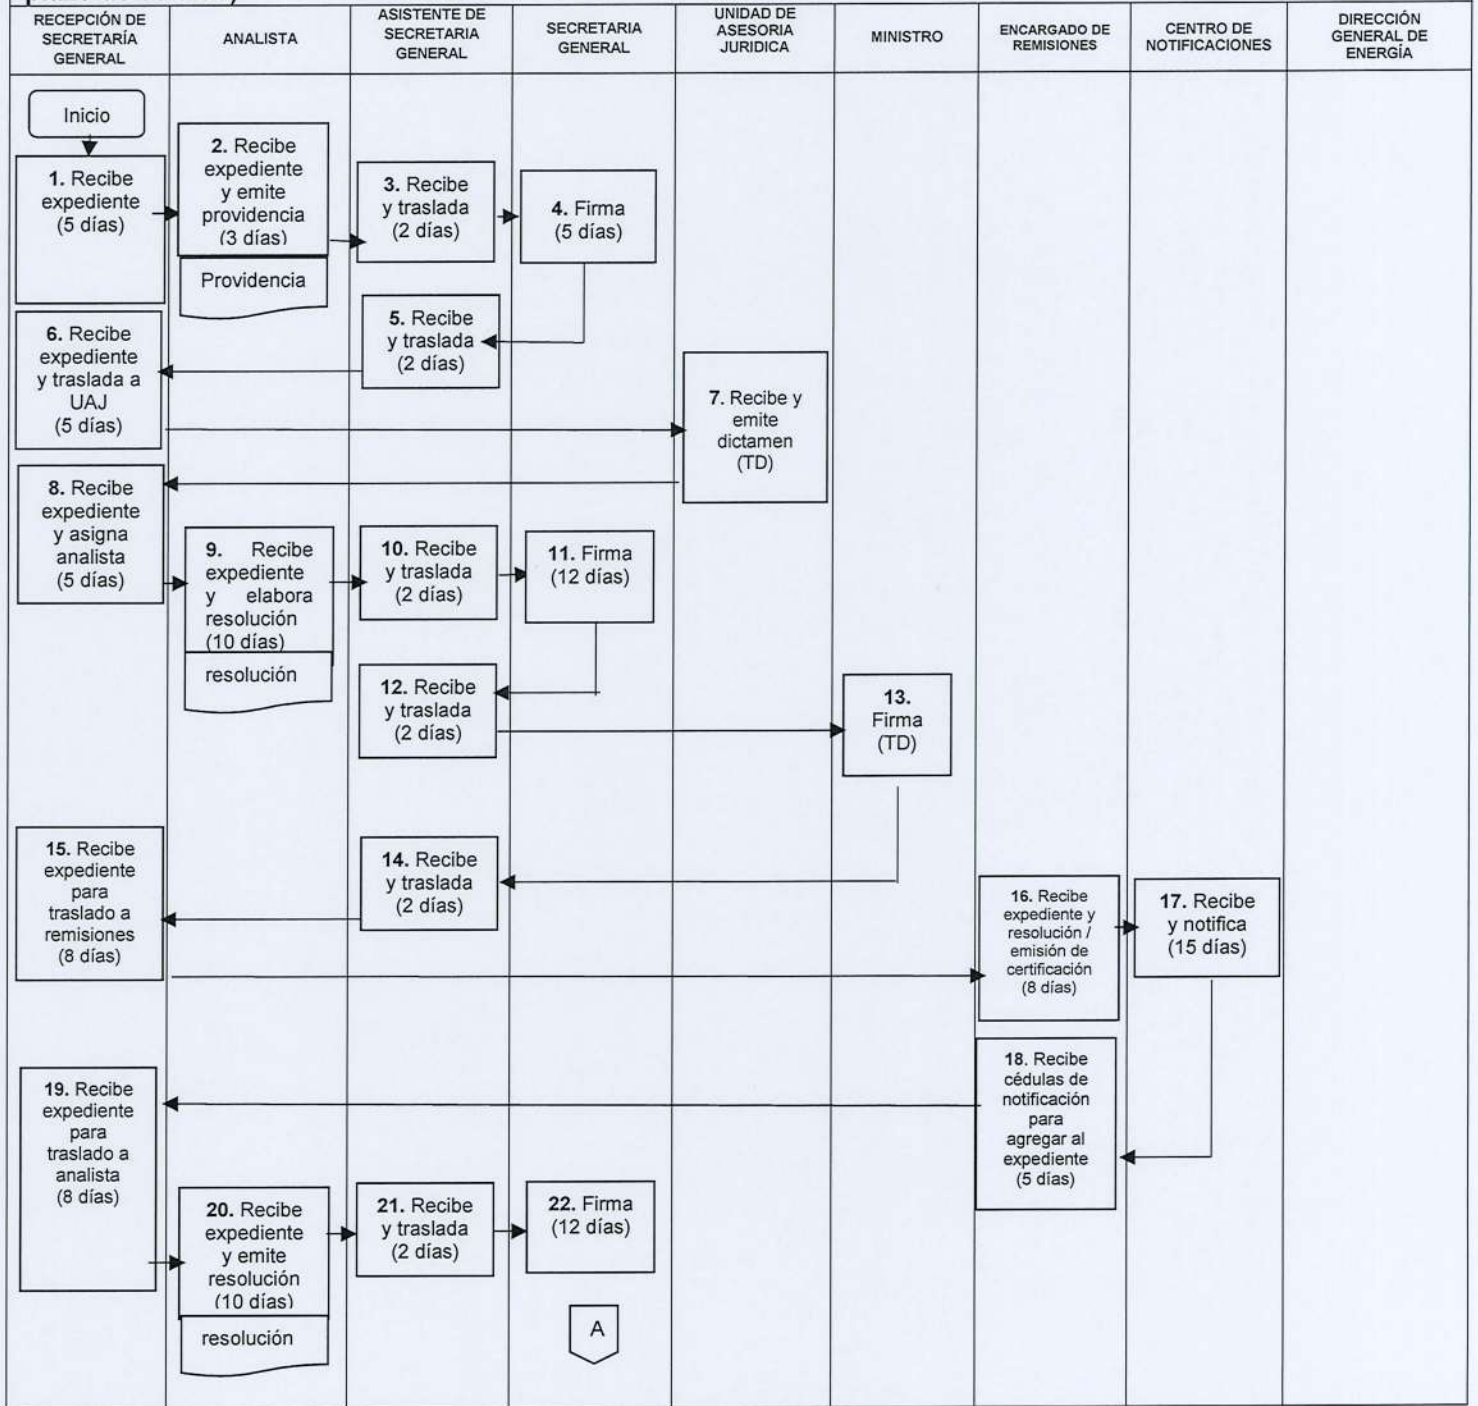 RECEPCIÓN DE
SECRETARÍA
GENERAL
ANALISTA
ASISTENTE DE
SECRETARIA
GENERAL
SECRETARIA
GENERAL
UNIDAD DE
ASESORIA
JURIDICA
MINISTRO
ENCARGADO DE
REMISIONES
CENTRO DE
NOTIFICACIONES
DIRECCIÓN
GENERAL DE
ENERGÍA
Inicio
1. Recibe
expediente
(5 días)
2. Recibe
expediente
y emite
providencia
(3 días)
Providencia
3. Recibe
y traslada
(2 días)
4. Firma
(5 días)
5. Recibe
y traslada
(2 días)
6. Recibe
expediente
y traslada a
UAJ
(5 días)
7. Recibe y
emite
dictamen
(TD)
8. Recibe
expediente
y asigna
analista
(5 días)
9. Recibe
expediente
y elabora
resolución
(10 días)
resolución
10. Recibe
y traslada
(2 días)
11. Firma
(12 días)
12. Recibe
y traslada
(2 días)
13.
Firma
(TD)
14. Recibe
y traslada
(2 días)
15. Recibe
expediente
para
traslado a
remisiones
(8 días)
16. Recibe
expediente y
resolución /
emisión de
certificación
(8 días)
17. Recibe
y notifica
(15 días)
18. Recibe
cédulas de
notificación
para
agregar al
expediente
(5 días)
19. Recibe
expediente
para
traslado a
analista
(8 días)
20. Recibe
expediente
y emite
resolución
(10 días)
resolución
21. Recibe
y traslada
(2 días)
22. Firma
(12 días)
A